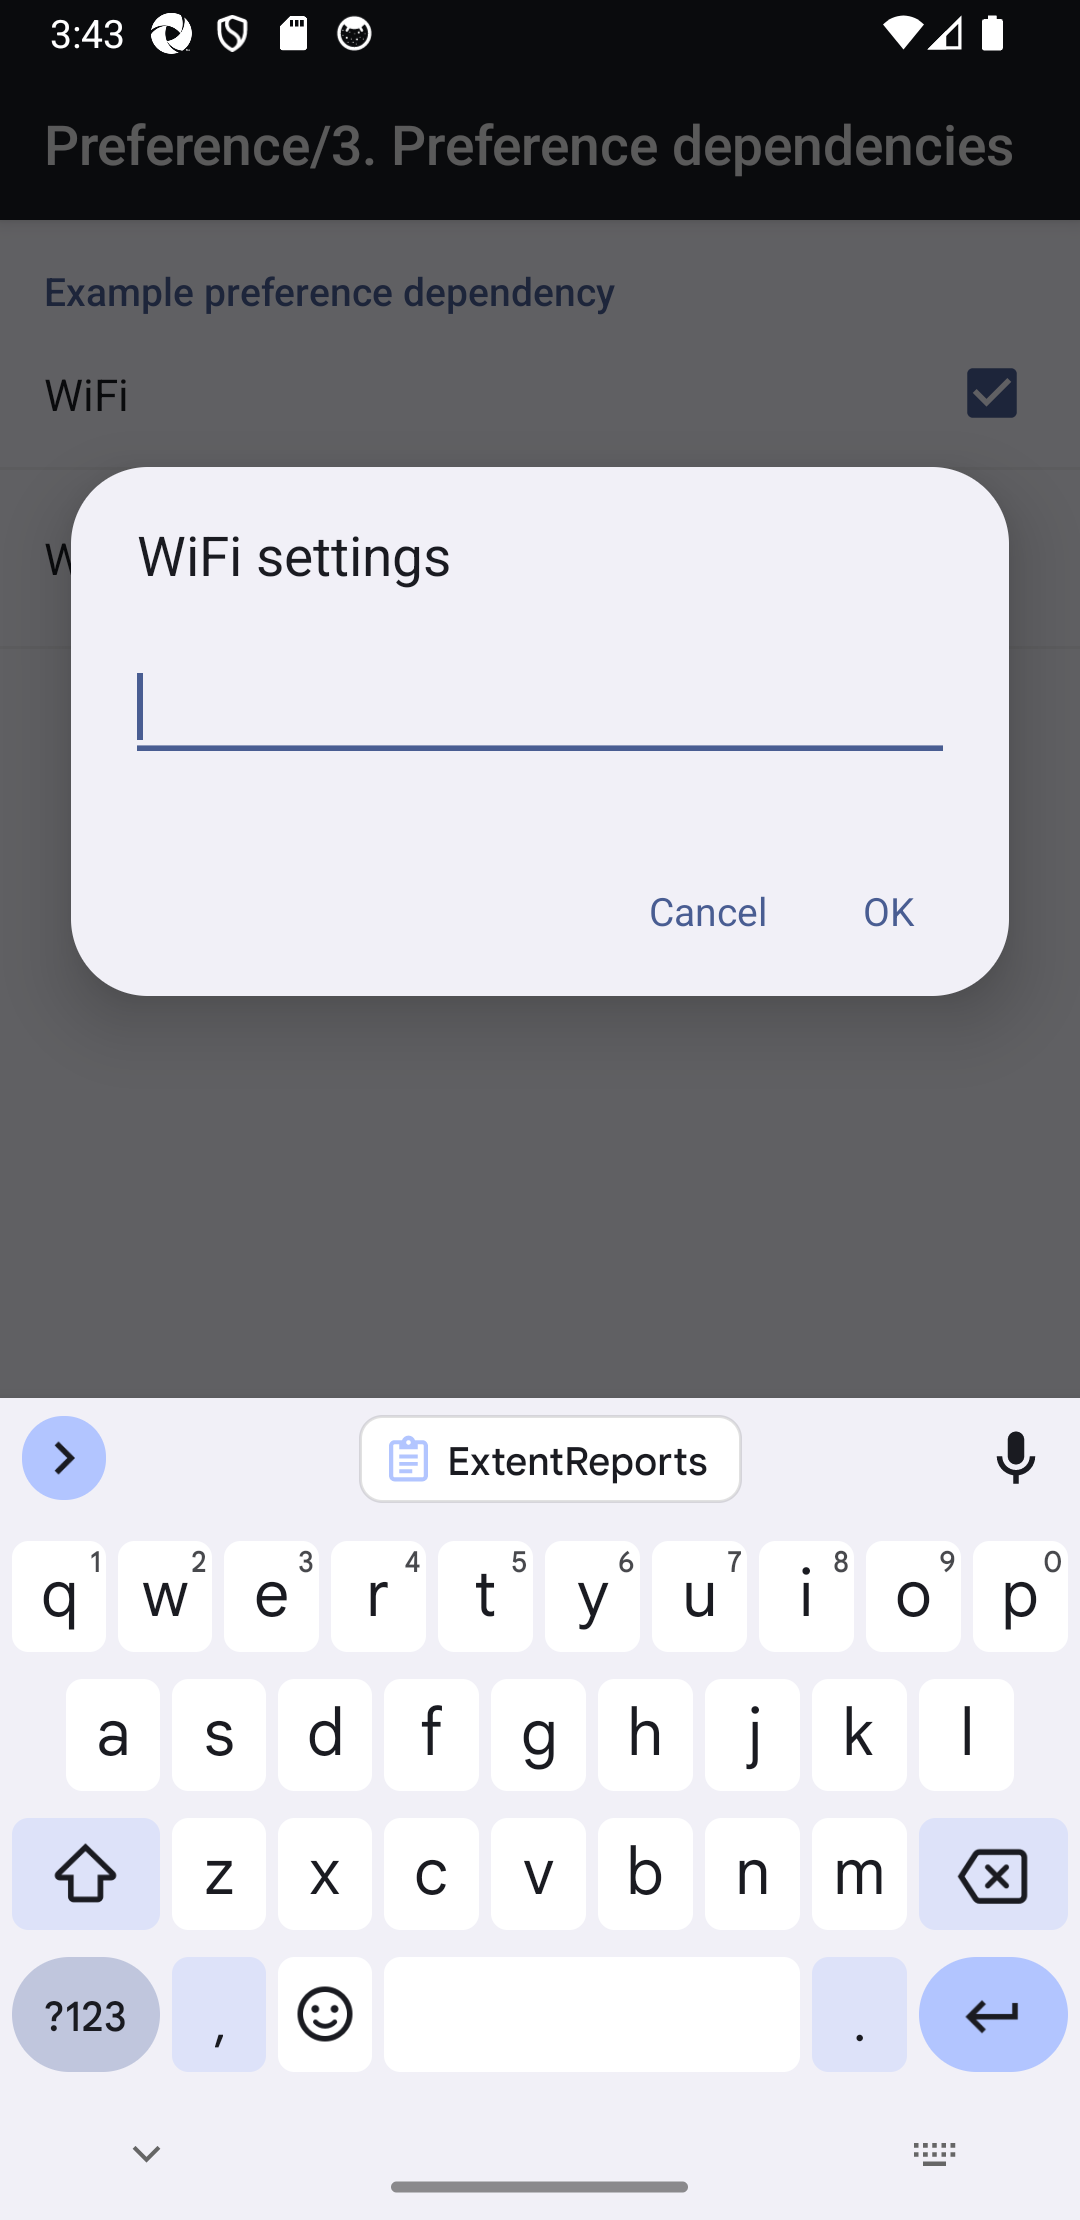 3:43
Preference/3. Preference dependencies
Example preference dependency
WiFi
W
WiFi settings
Cancel OK
ExtentReports
q 1 w 2 e 3 r 4 t 5 y 6 u 7 i 8 o 9 p 0
a s d f g h j k l
z x c v b n m
?123 , .